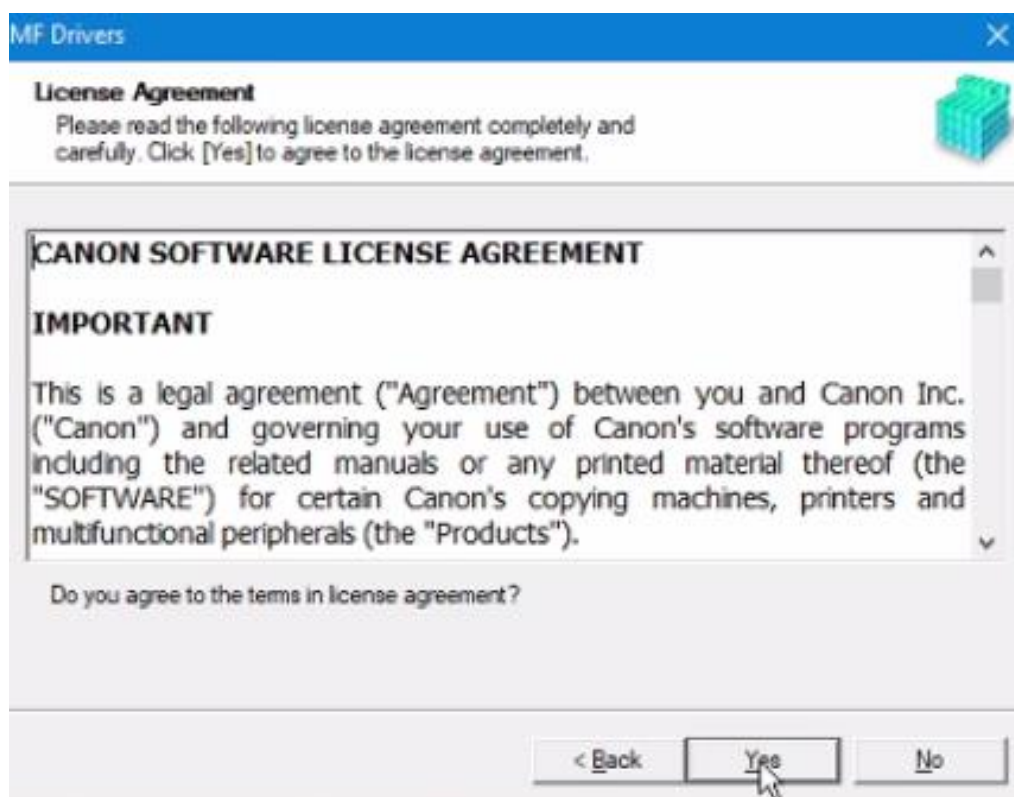 MF Drivers
License Agreement
Please read the following license agreement completely and
carefully. Click [Yes] to agree to the license agreement.
CANON SOFTWARE LICENSE AGREEMENT
IMPORTANT
This is a legal agreement ("Agreement") between you and Canon Inc.
("Canon") and governing your use of Canon's software programs
including the related manuals or any printed material thereof (the
"SOFTWARE") for certain Canon's copying machines, printers and
multifunctional peripherals (the "Products").
Do you agree to the terms in license agreement?
< Back
Yes
No